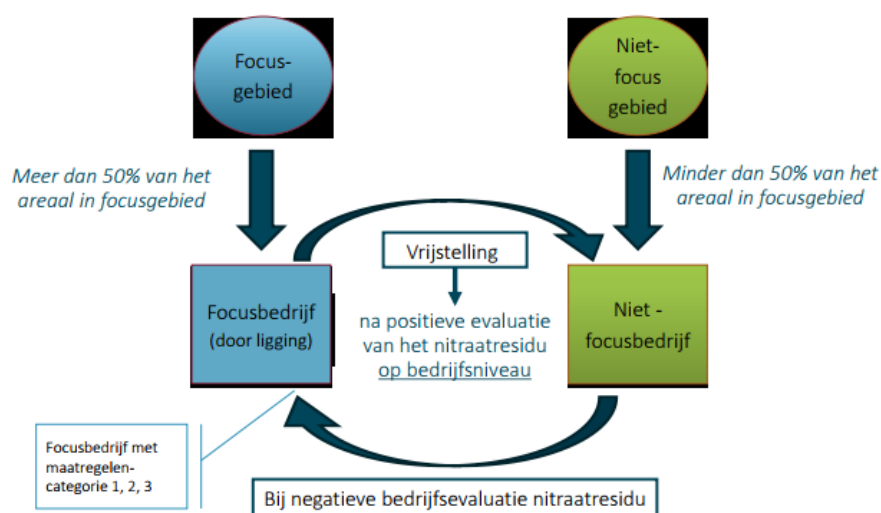 Focus-
gebied
Niet-
focus
gebied
Meer dan 50% van het
areaal in focusgebied
Minder dan 50% van het
areaal in focusgebied
Vrijstelling
Focusbedrijf
(door ligging)
na positieve evaluatie
van het nitraatresidu
op bedrijfsniveau
Niet -
focusbedrijf
Focusbedrijf met
maatregelen-
categorie 1, 2, 3
Bij negatieve bedrijfsevaluatie nitraatresidu